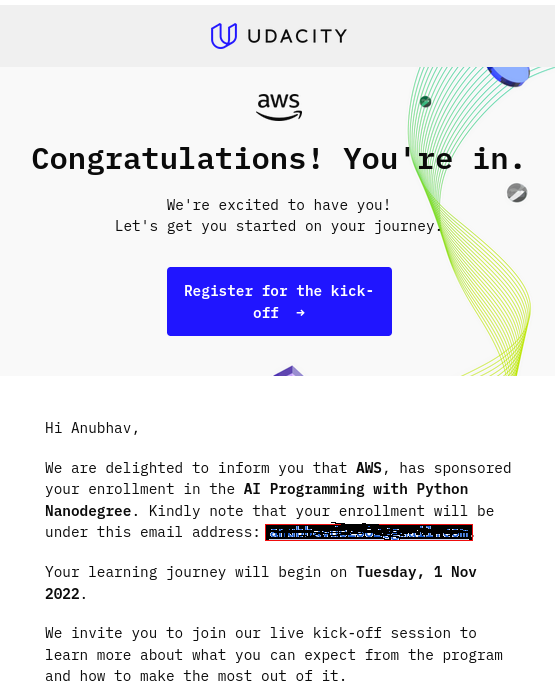 UDACITY
aws
Congratulations! You're in.
We're excited to have you!
Let's get you started on your journey.
Register for the kick-
off →
Hi Anubhav,
We are delighted to inform you that AWS, has sponsored
your enrollment in the AI Programming with Python
Nanodegree. Kindly note that your enrollment will be
under this email address:
Your learning journey will begin on Tuesday, 1 Nov
2022.
We invite you to join our live kick-off session to
learn more about what you can expect from the program
and how to make the most out of it.